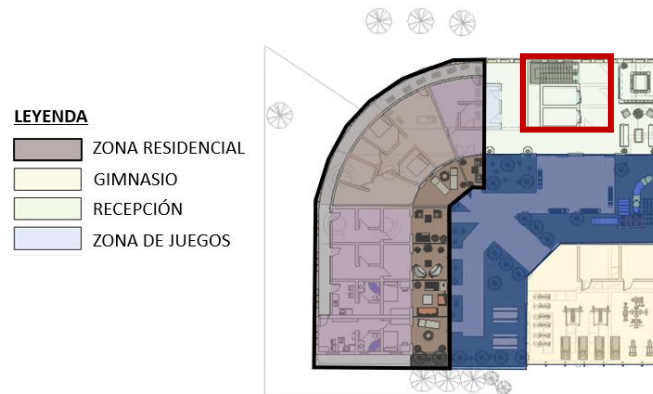 LEYENDA
ZONA RESIDENCIAL
GIMNASIO
RECEPCIÓN
ZONA DE JUEGOS